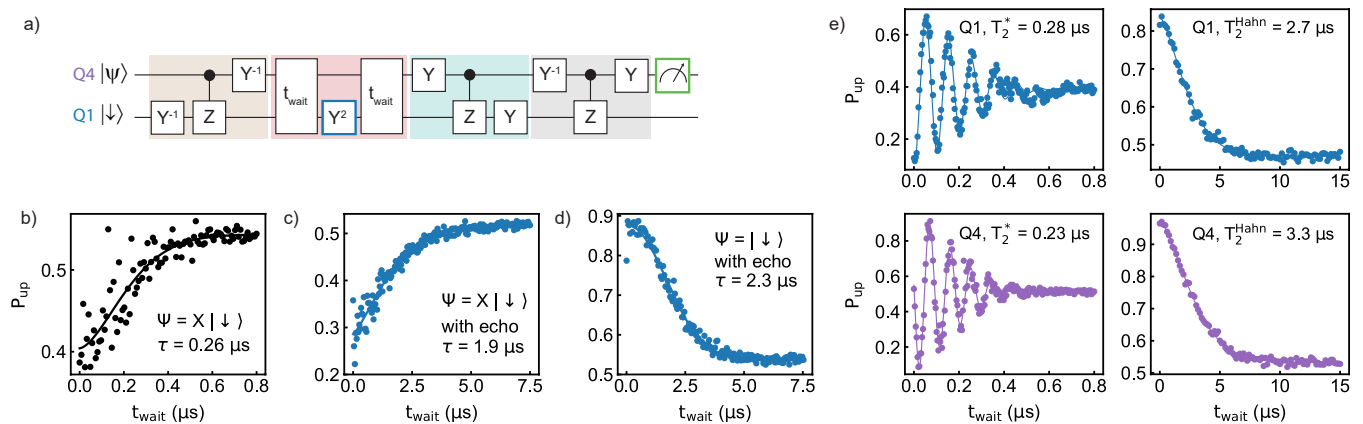 a)
Q4 |ψ⟩ Y⁻¹ Y Y⁻¹ Y
t_wait t_wait
Q1 |↓⟩ Y⁻¹ Z Y² Z Y Z
b)
P_up
0.5
0.4
Ψ = X | ↓ ⟩
τ = 0.26 μs
0.0 0.2 0.4 0.6 0.8
t_wait (μs)
c)
0.5
0.4
0.3
0.2
Ψ = X | ↓ ⟩
with echo
τ = 1.9 μs
0.0 2.5 5.0 7.5
t_wait (μs)
d)
0.9
0.8
0.7
0.6
0.5
Ψ = | ↓ ⟩
with echo
τ = 2.3 μs
0.0 2.5 5.0 7.5
t_wait (μs)
e)
Q1, T₂* = 0.28 μs
P_up
0.6
0.4
0.2
0.0 0.2 0.4 0.6 0.8
Q1, T₂ᴴᵃʰⁿ = 2.7 μs
0.8
0.7
0.6
0.5
0 5 10 15
Q4, T₂* = 0.23 μs
P_up
0.8
0.6
0.4
0.2
0.0 0.2 0.4 0.6 0.8
t_wait (μs)
Q4, T₂ᴴᵃʰⁿ = 3.3 μs
0.9
0.8
0.7
0.6
0.5
0 5 10 15
t_wait (μs)